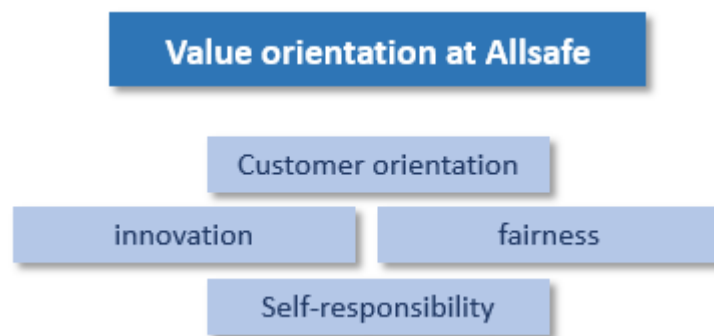 Value orientation at Allsafe
Customer orientation
innovation
fairness
Self-responsibility